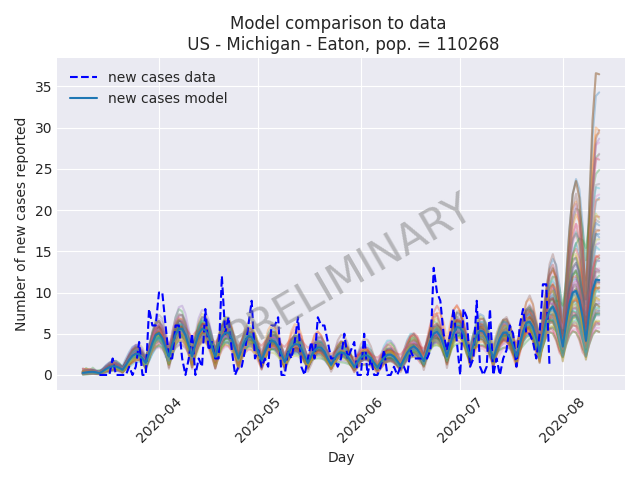 Model comparison to data
US - Michigan - Eaton, pop. = 110268
new cases data
new cases model
PRELIMINARY
Number of new cases reported
35
30
25
20
15
10
5
0
2020-04
2020-05
2020-06
2020-07
2020-08
Day